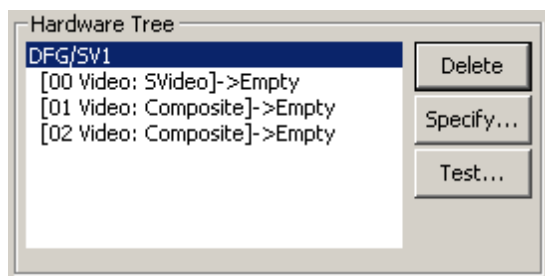 Hardware Tree
DFG/SV1
[00 Video: SVideo]->Empty
[01 Video: Composite]->Empty
[02 Video: Composite]->Empty
Delete
Specify...
Test...